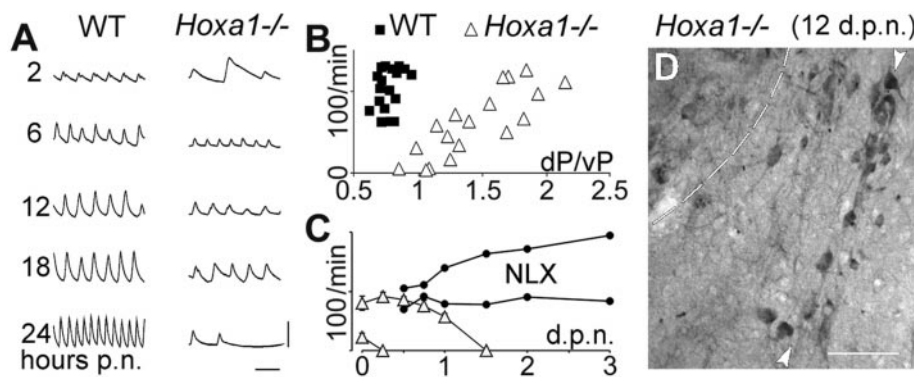 A WT Hoxa1-/-
2
6
12
18
24
hours p.n.
B ■ WT △ Hoxa1-/-
100/min
0
0.5 1 1.5 2 2.5
dP/vP
C
100/min
NLX
d.p.n.
0 1 2 3
Hoxa1-/- (12 d.p.n.)
D